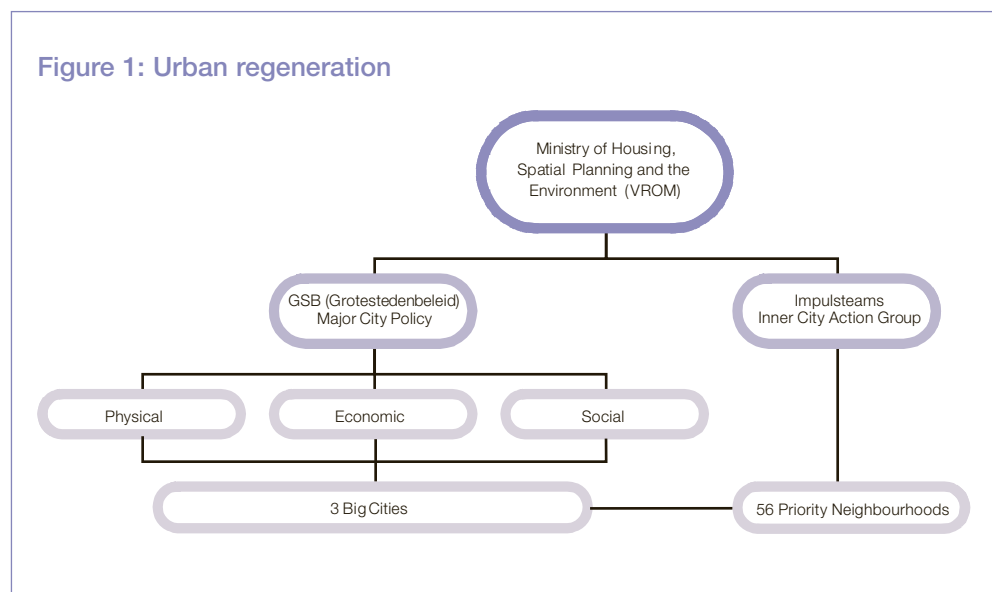 Figure 1: Urban regeneration
Ministry of Housing,
Spatial Planning and the
Environment (VROM)
GSB (Grotestedenbeleid)
Major City Policy
Impulsteams
Inner City Action Group
Physical
Economic
Social
3 Big Cities
56 Priority Neighbourhoods